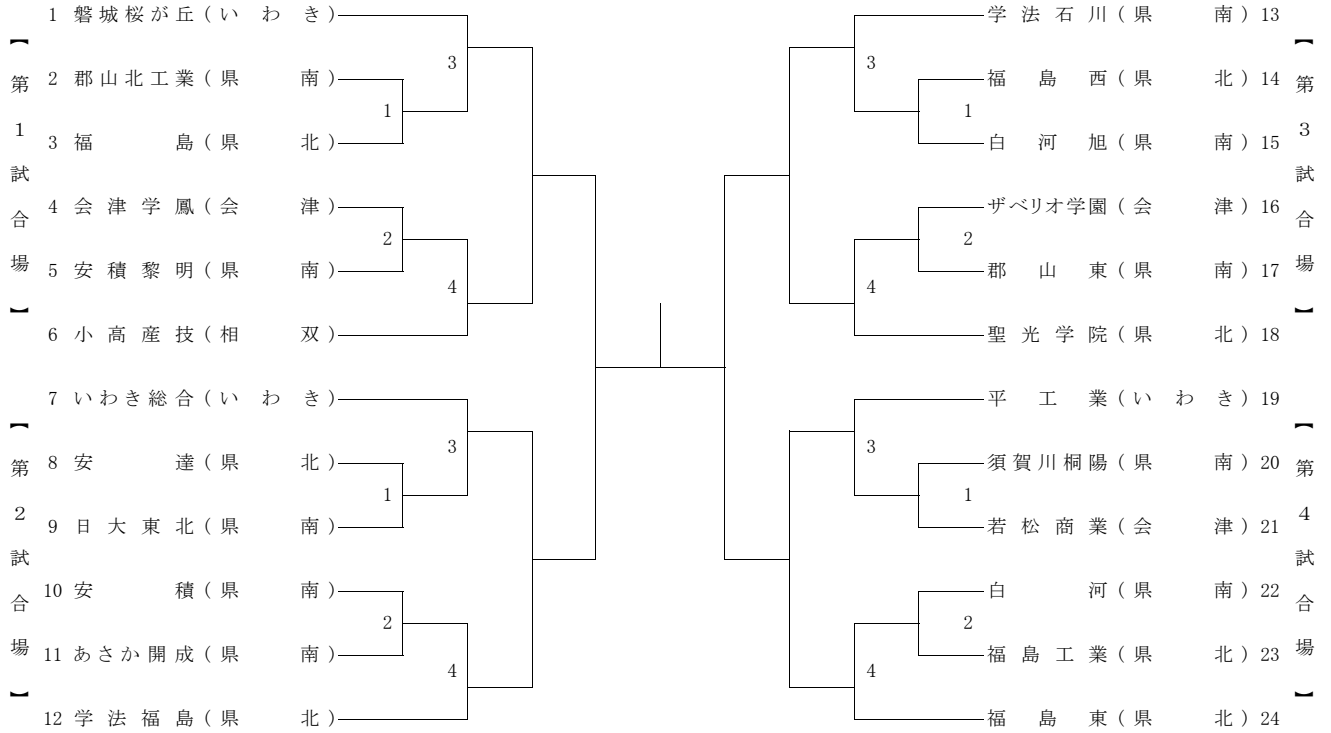 【第1試合場】
1 磐城桜が丘(いわき)
2 郡山北工業(県南)
3 福島(県北)
4 会津学鳳(会津)
5 安積黎明(県南)
6 小高産技(相双)
3
1
2
4
【第2試合場】
7 いわき総合(いわき)
8 安達(県北)
9 日大東北(県南)
10 安積(県南)
11 あさか開成(県南)
12 学法福島(県北)
3
1
2
4
【第3試合場】
学法石川(県南) 13
福島西(県北) 14
白河旭(県南) 15
ザベリオ学園(会津) 16
郡山東(県南) 17
聖光学院(県北) 18
3
1
2
4
【第4試合場】
平工業(いわき) 19
須賀川桐陽(県南) 20
若松商業(会津) 21
白河(県南) 22
福島工業(県北) 23
福島東(県北) 24
3
1
2
4